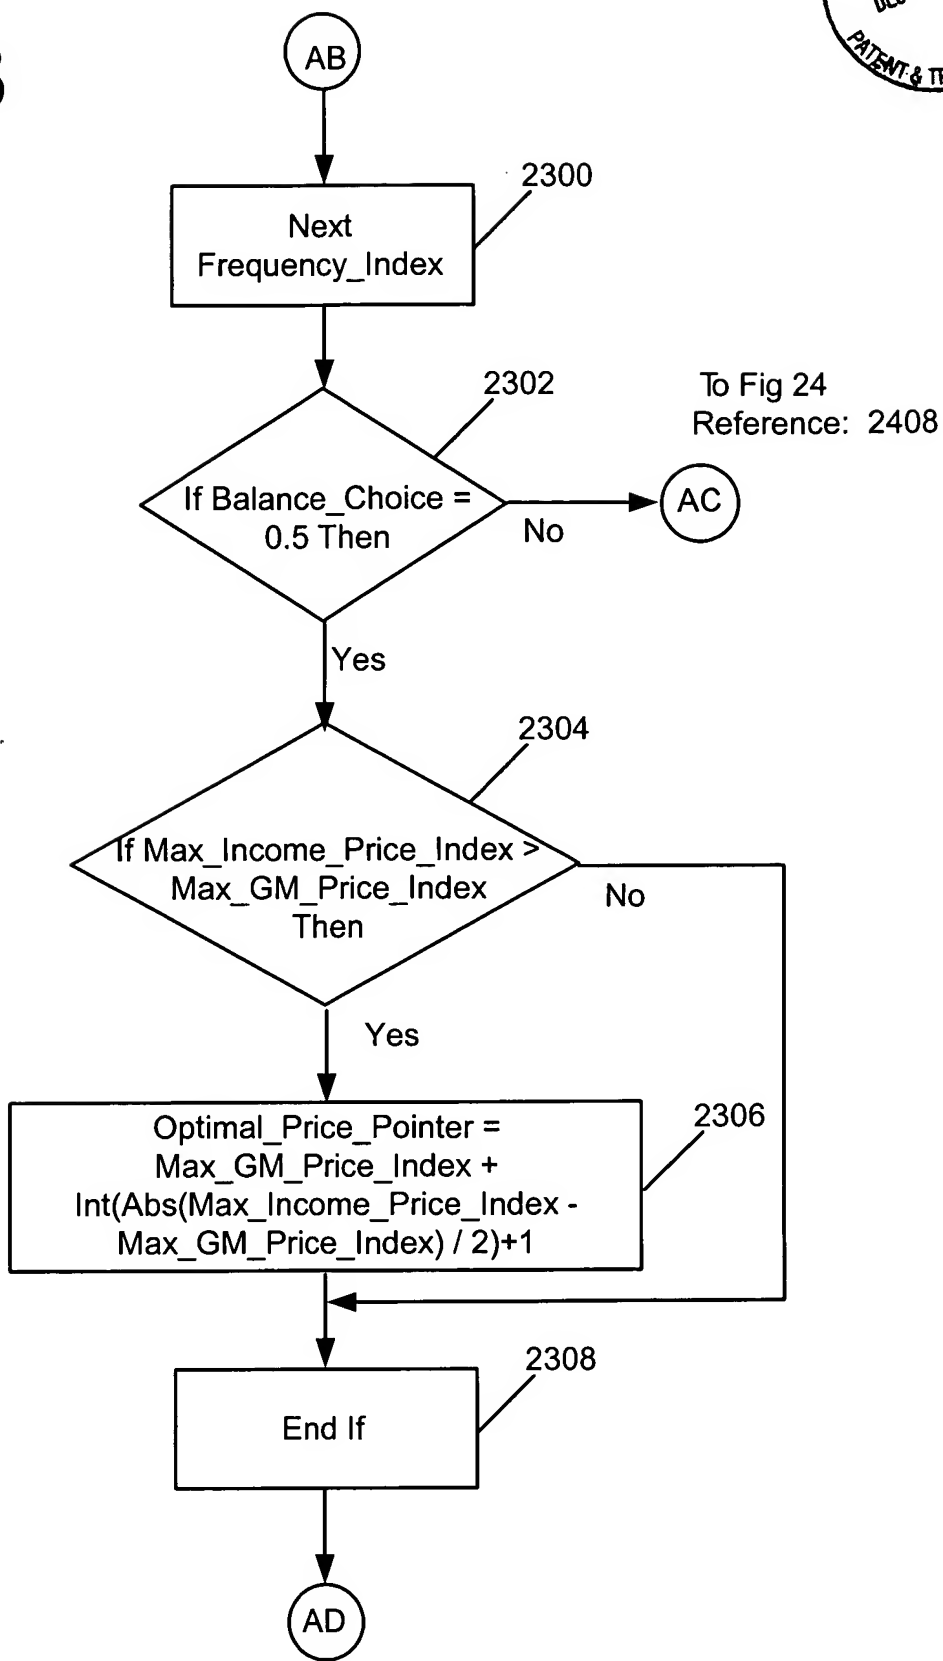 AB
2300
Next
Frequency_Index
2302
To Fig 24
Reference: 2408
If Balance_Choice =
0.5 Then
No
AC
Yes
2304
If Max_Income_Price_Index >
Max_GM_Price_Index
Then
No
Yes
2306
Optimal_Price_Pointer =
Max_GM_Price_Index +
Int(Abs(Max_Income_Price_Index -
Max_GM_Price_Index) / 2)+1
2308
End If
AD
PATENT &